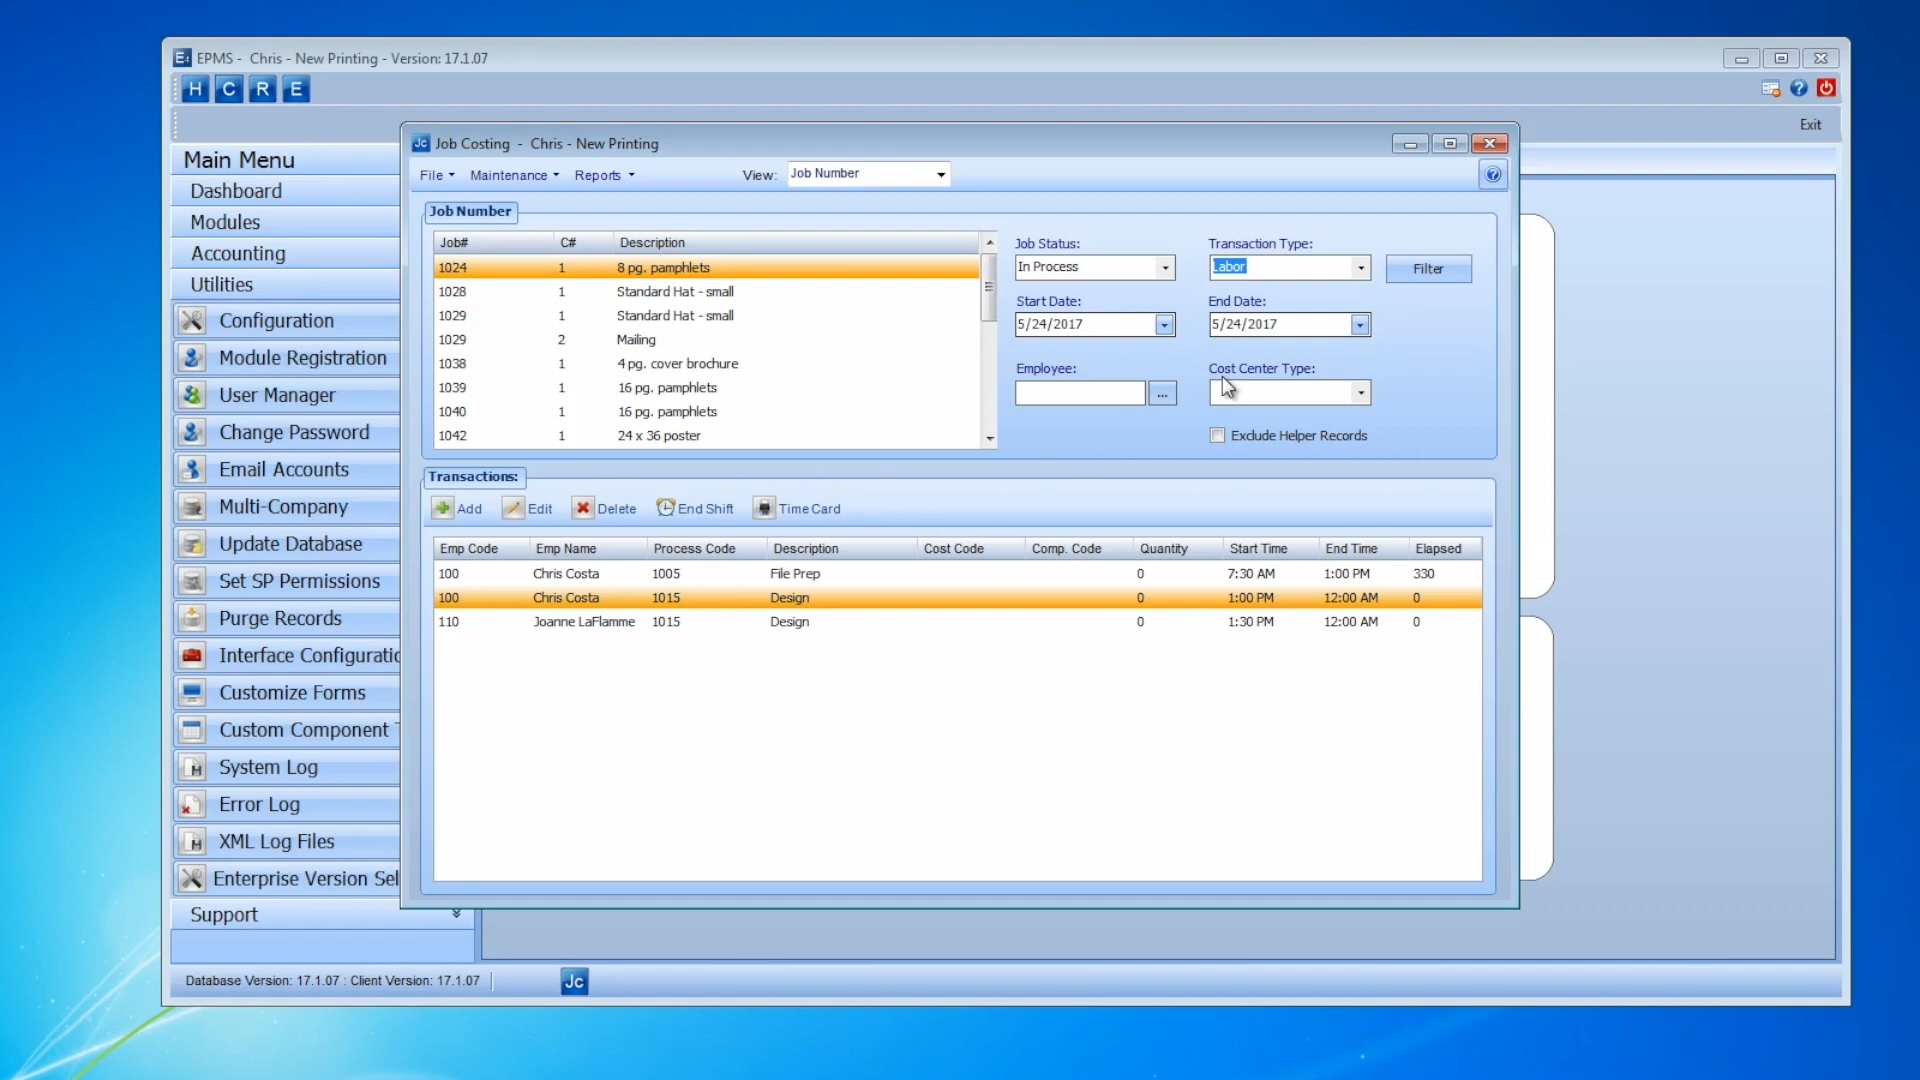 EPMS - Chris - New Printing - Version: 17.1.07
H C R E
Exit
Main Menu
Dashboard
Modules
Accounting
Utilities
Configuration
Module Registration
User Manager
Change Password
Email Accounts
Multi-Company
Update Database
Set SP Permissions
Purge Records
Interface Configuratio
Customize Forms
Custom Component T
System Log
Error Log
XML Log Files
Enterprise Version Sel
Support
Jc Job Costing - Chris - New Printing
File Maintenance Reports View: Job Number
Job Number
Job# C# Description
1024 1 8 pg. pamphlets
1028 1 Standard Hat - small
1029 1 Standard Hat - small
1029 2 Mailing
1038 1 4 pg. cover brochure
1039 1 16 pg. pamphlets
1040 1 16 pg. pamphlets
1042 1 24 x 36 poster
Job Status: Transaction Type:
In Process Labor Filter
Start Date: End Date:
5/24/2017 5/24/2017
Employee: Cost Center Type:
...
Exclude Helper Records
Transactions:
Add Edit Delete End Shift Time Card
Emp Code Emp Name Process Code Description Cost Code Comp. Code Quantity Start Time End Time Elapsed
100 Chris Costa 1005 File Prep 0 7:30 AM 1:00 PM 330
100 Chris Costa 1015 Design 0 1:00 PM 12:00 AM 0
110 Joanne LaFlamme 1015 Design 0 1:30 PM 12:00 AM 0
Database Version: 17.1.07 : Client Version: 17.1.07 Jc